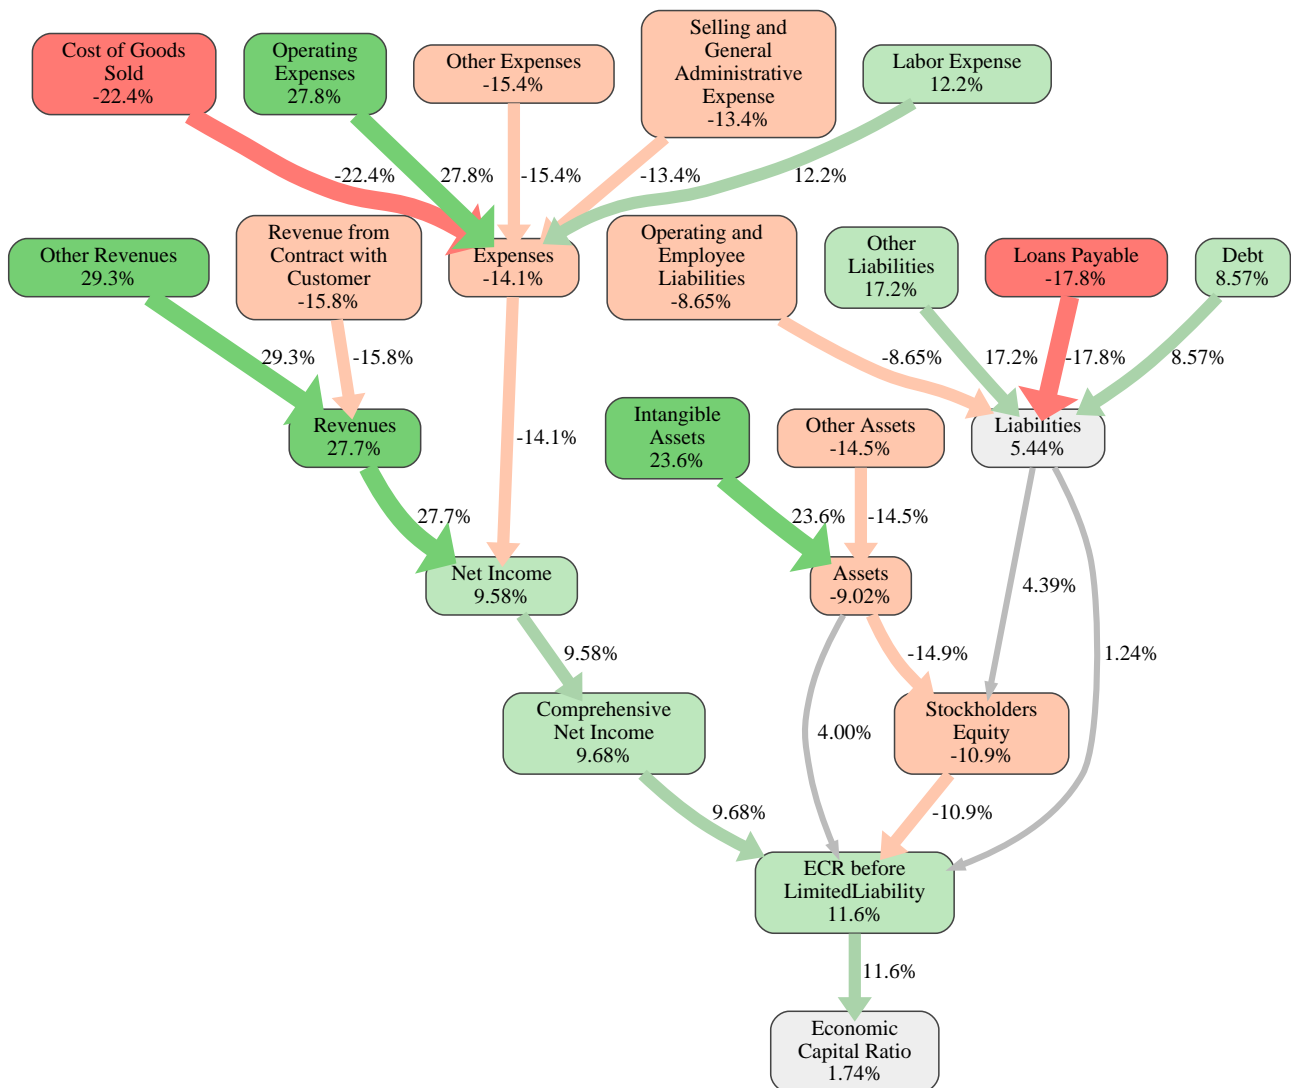 Cost of Goods
Sold
-22.4%
Operating
Expenses
27.8%
Other Expenses
-15.4%
Selling and
General
Administrative
Expense
-13.4%
Labor Expense
12.2%
-22.4%
27.8%
-15.4%
-13.4%
12.2%
Other Revenues
29.3%
Revenue from
Contract with
Customer
-15.8%
Expenses
-14.1%
Operating and
Employee
Liabilities
-8.65%
Other
Liabilities
17.2%
Loans Payable
-17.8%
Debt
8.57%
29.3%
-15.8%
-14.1%
-8.65%
17.2%
-17.8%
8.57%
Revenues
27.7%
Intangible
Assets
23.6%
Other Assets
-14.5%
Liabilities
5.44%
27.7%
23.6%
-14.5%
Net Income
9.58%
Assets
-9.02%
4.39%
9.58%
-14.9%
1.24%
Comprehensive
Net Income
9.68%
4.00%
Stockholders
Equity
-10.9%
9.68%
-10.9%
ECR before
LimitedLiability
11.6%
11.6%
Economic
Capital Ratio
1.74%